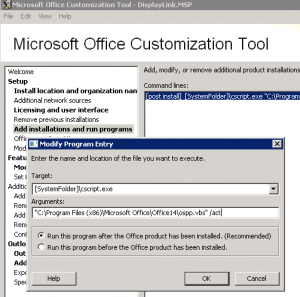 Microsoft Office Customization Tool - DisplayLink.MSP
File Edit View Help
Microsoft Office Customization Tool
Welcome
Setup
Install location and organization nam
Additional network sources
Licensing and user interface
Remove previous installations
Add installations and run programs
Offic
Mod
Featu
Mo
Set
Additi
Add
Rem
Add
Rem
Con
Outlo
Out
Add
Expo
Spe
Add, modify, or remove additional product installations
Command lines:
[post install] [SystemFolder]\cscript.exe "C:\Program
Modify Program Entry
Enter the name and location of the file you want to execute.
Target:
[SystemFolder]\cscript.exe
Arguments:
"C:\Program Files (x86)\Microsoft Office\Office14\ospp.vbs" /act
Run this program after the Office product has been installed. (Recommended)
Run this program before the Office product has been installed.
Help
OK
Cancel